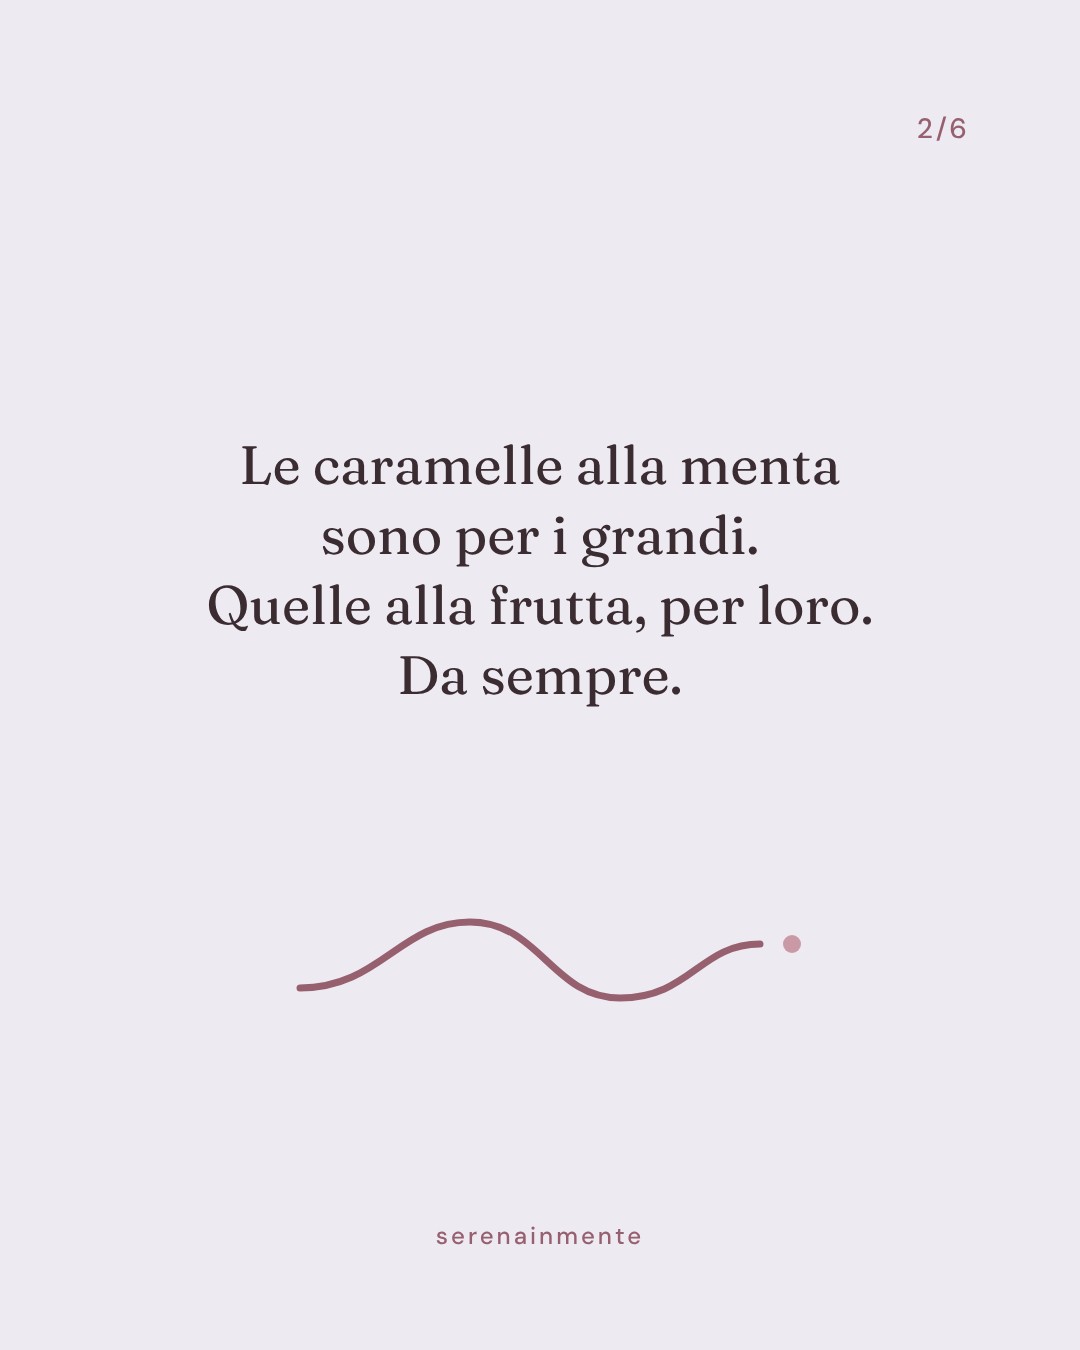 2/6
Le caramelle alla menta
sono per i grandi.
Quelle alla frutta, per loro.
Da sempre.
serenainmente